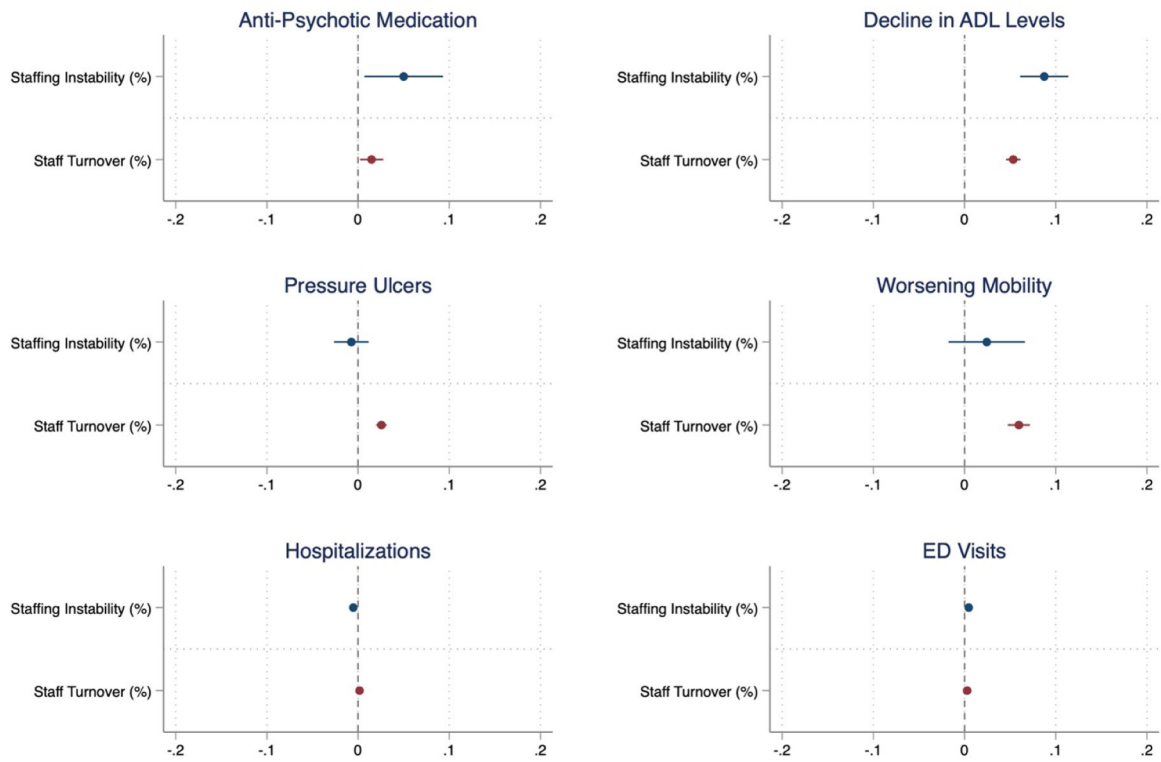 Anti-Psychotic Medication
Staffing Instability (%)
Staff Turnover (%)
-.2 -.1 0 .1 .2
Decline in ADL Levels
Staffing Instability (%)
Staff Turnover (%)
-.2 -.1 0 .1 .2
Pressure Ulcers
Staffing Instability (%)
Staff Turnover (%)
-.2 -.1 0 .1 .2
Worsening Mobility
Staffing Instability (%)
Staff Turnover (%)
-.2 -.1 0 .1 .2
Hospitalizations
Staffing Instability (%)
Staff Turnover (%)
-.2 -.1 0 .1 .2
ED Visits
Staffing Instability (%)
Staff Turnover (%)
-.2 -.1 0 .1 .2